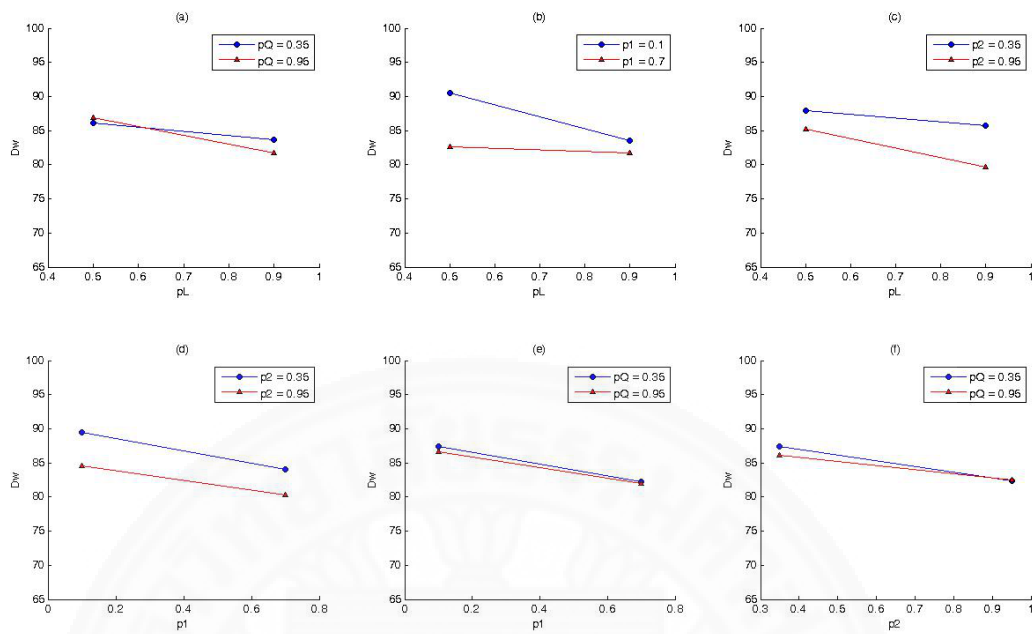 (a)
100
95
90
85
80
75
70
65
Dw
0.4 0.5 0.6 0.7 0.8 0.9 1
pL
pQ = 0.35
pQ = 0.95
(b)
100
95
90
85
80
75
70
65
Dw
0.4 0.5 0.6 0.7 0.8 0.9 1
pL
p1 = 0.1
p1 = 0.7
(c)
100
95
90
85
80
75
70
65
Dw
0.4 0.5 0.6 0.7 0.8 0.9 1
pL
p2 = 0.35
p2 = 0.95
(d)
100
95
90
85
80
75
70
65
Dw
0 0.2 0.4 0.6 0.8
p1
p2 = 0.35
p2 = 0.95
(e)
100
95
90
85
80
75
70
65
Dw
0 0.2 0.4 0.6 0.8
p1
pQ = 0.35
pQ = 0.95
(f)
100
95
90
85
80
75
70
65
Dw
0.3 0.4 0.5 0.6 0.7 0.8 0.9 1
p2
pQ = 0.35
pQ = 0.95